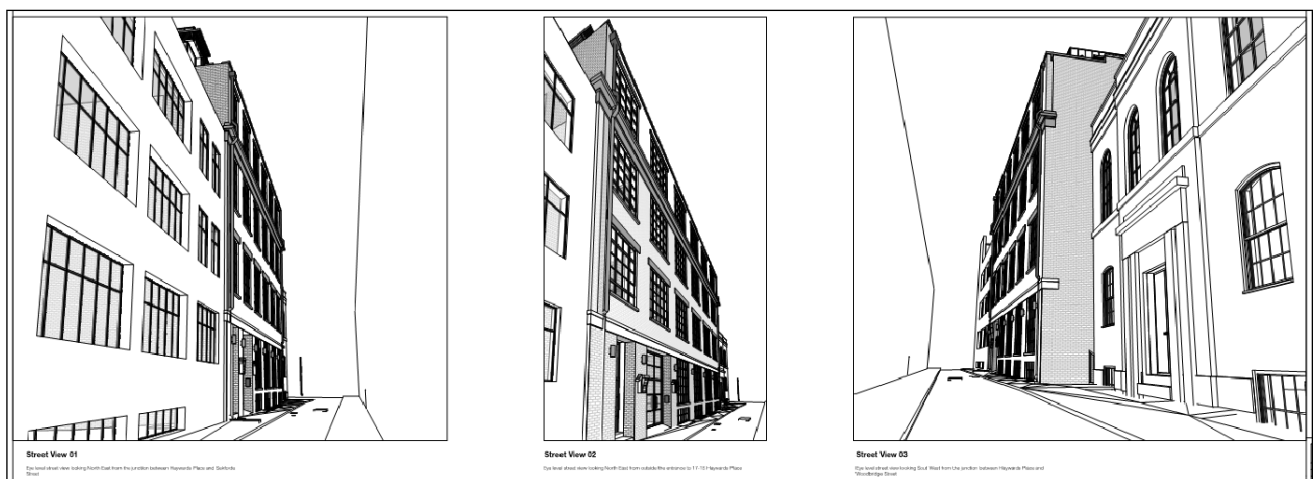 Street View 01
Eye level street view looking North East from the junction between Haywards Place and Sekforde
Street
Street View 02
Eye level street view looking North East from outside the entrance to 11-13 Haywards Place
Street View 03
Eye level street view looking Sout West from the junction between Haywards Place and
Woodbridge Street